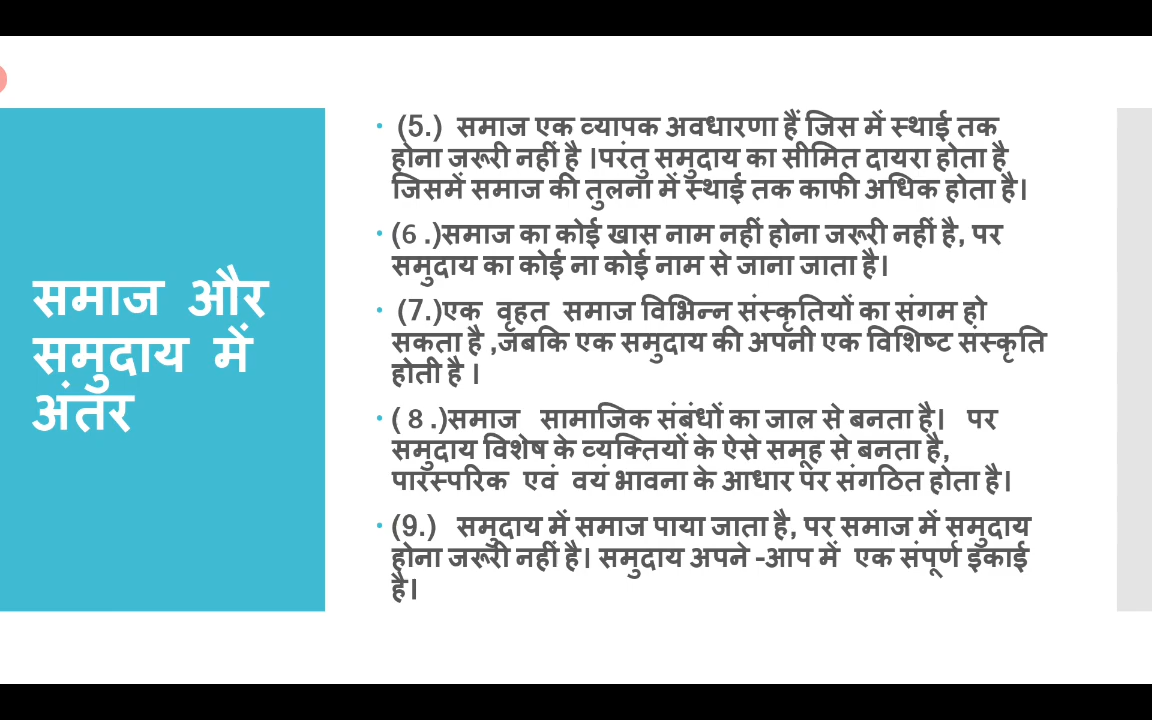 समाज और
समुदाय में
अंतर
(5.) समाज एक व्यापक अवधारणा हैं जिस में स्थाई तक
होना जरूरी नहीं है ।परंतु समुदाय का सीमित दायरा होता है
जिसमें समाज की तुलना में स्थाई तक काफी अधिक होता है।
(6 .)समाज का कोई खास नाम नहीं होना जरूरी नहीं है, पर
समुदाय का कोई ना कोई नाम से जाना जाता है।
(7.)एक वृहत समाज विभिन्न संस्कृतियों का संगम हो
सकता है ,जबकि एक समुदाय की अपनी एक विशिष्ट संस्कृति
होती है ।
( 8 .)समाज सामाजिक संबंधों का जाल से बनता है। पर
समुदाय विशेष के व्यक्तियों के ऐसे समूह से बनता है,
पारस्परिक एवं वयं भावना के आधार पर संगठित होता है।
(9.) समुदाय में समाज पाया जाता है, पर समाज में समुदाय
होना जरूरी नहीं है। समुदाय अपने -आप में एक संपूर्ण इकाई
है।